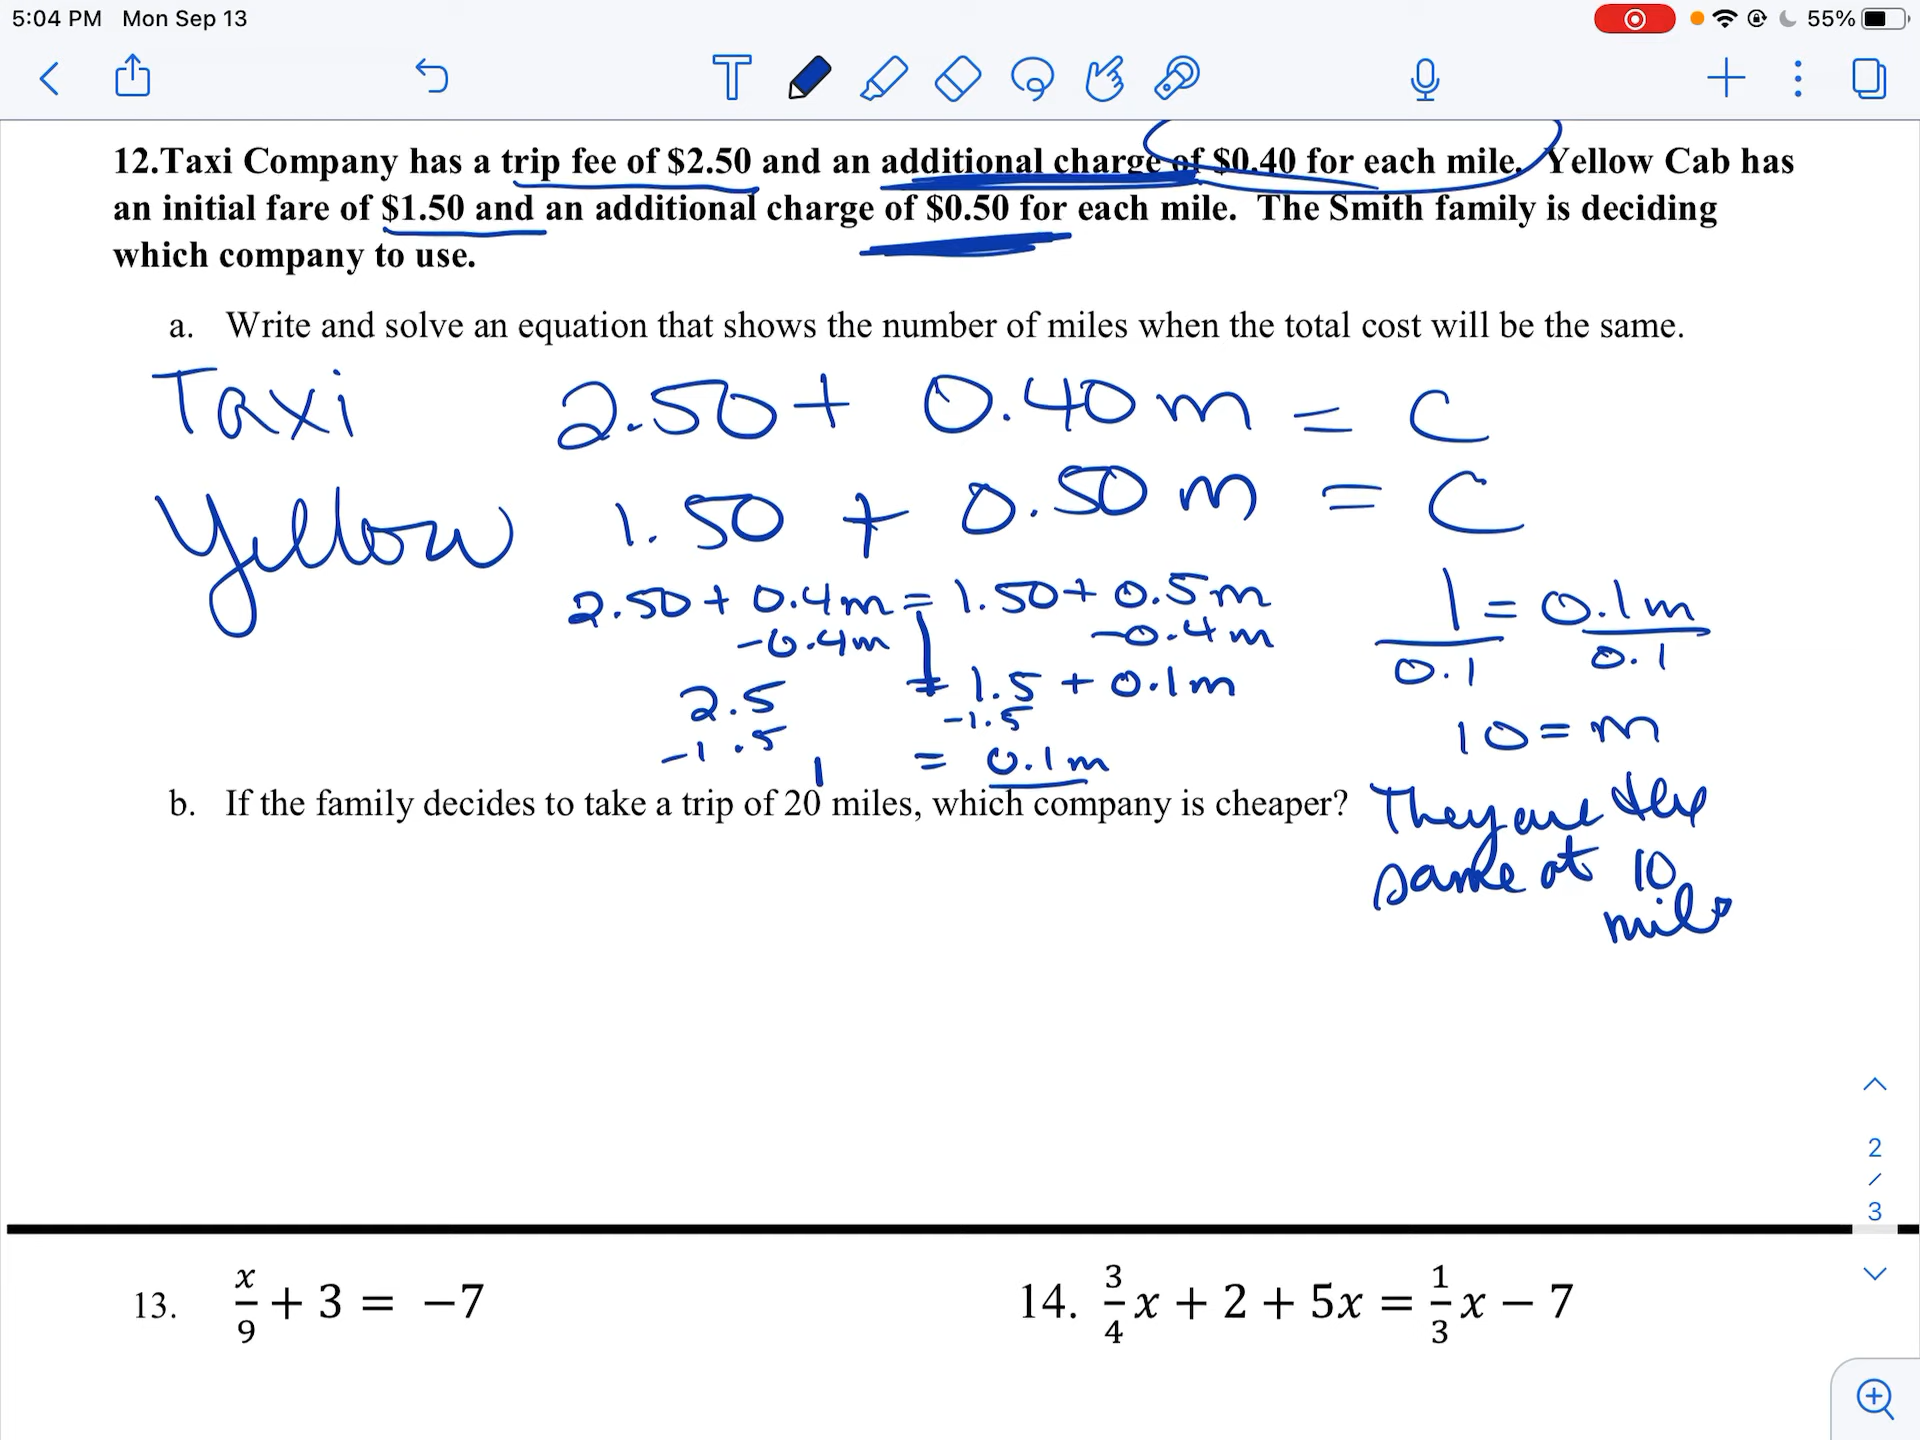 5:04 PM Mon Sep 13
55%
12.Taxi Company has a trip fee of $2.50 and an additional charge of $0.40 for each mile. Yellow Cab has
an initial fare of $1.50 and an additional charge of $0.50 for each mile. The Smith family is deciding
which company to use.
a. Write and solve an equation that shows the number of miles when the total cost will be the same.
Taxi 2.50 + 0.40 m = C
Yellow 1.50 + 0.50 m = C
2.50 + 0.4m = 1.50 + 0.5m
-0.4m -0.4m
2.5 = 1.5 + 0.1m
-1.5 -1.5
1 = 0.1m
1 = 0.1m
0.1 0.1
10 = m
b. If the family decides to take a trip of 20 miles, which company is cheaper?
They are the
same at 10
miles
2
/
3
13. x/9 + 3 = −7
14. 3/4 x + 2 + 5x = 1/3 x − 7